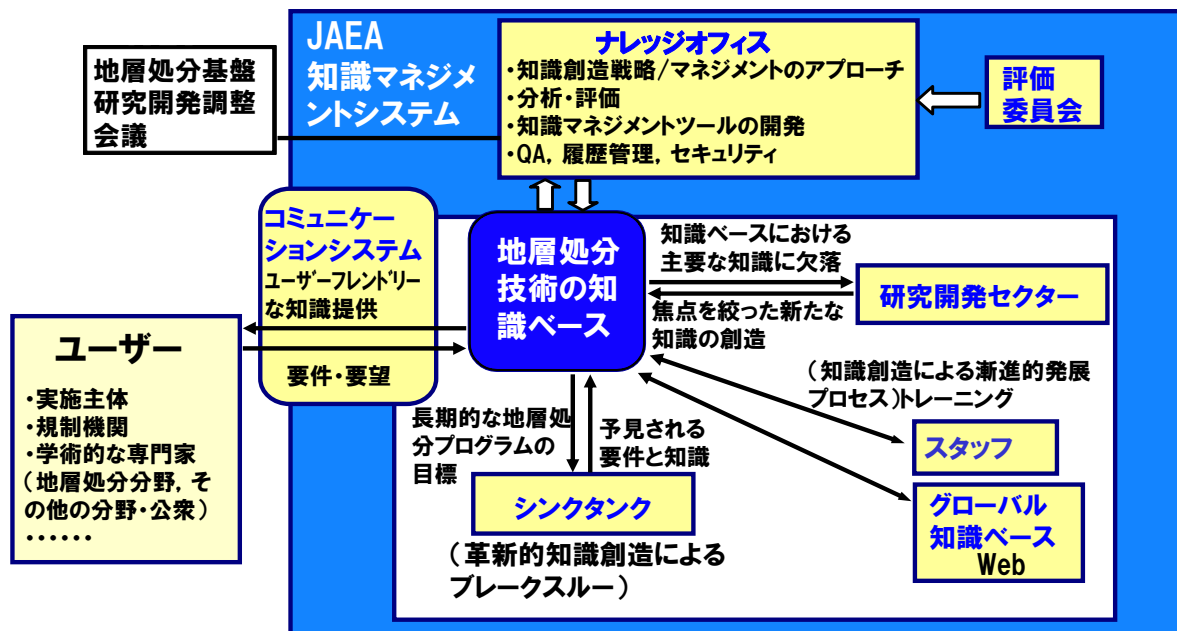 JAEA
知識マネジメ
ントシステム
地層処分基盤
研究開発調整
会議
ナレッジオフィス
・知識創造戦略/マネジメントのアプローチ
・分析・評価
・知識マネジメントツールの開発
・QA, 履歴管理, セキュリティ
評価
委員会
コミュニケー
ションシステム
ユーザーフレンドリー
な知識提供
要件・要望
地層処分
技術の知
識ベース
知識ベースにおける
主要な知識に欠落
焦点を絞った新たな
知識の創造
研究開発セクター
ユーザー
・実施主体
・規制機関
・学術的な専門家
(地層処分分野, そ
の他の分野・公衆)
・・・・・・
(知識創造による漸進的発展
プロセス)トレーニング
スタッフ
長期的な地層処
分プログラムの
目標
予見される
要件と知識
シンクタンク
(革新的知識創造による
ブレークスルー)
グローバル
知識ベース
Web